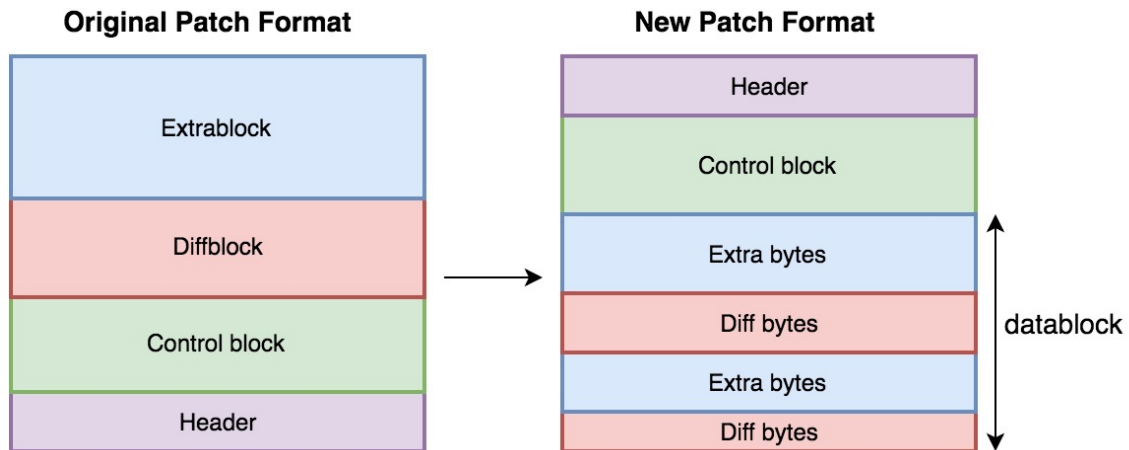 Original Patch Format
Extrablock
Diffblock
Control block
Header
New Patch Format
Header
Control block
Extra bytes
Diff bytes
Extra bytes
Diff bytes
datablock